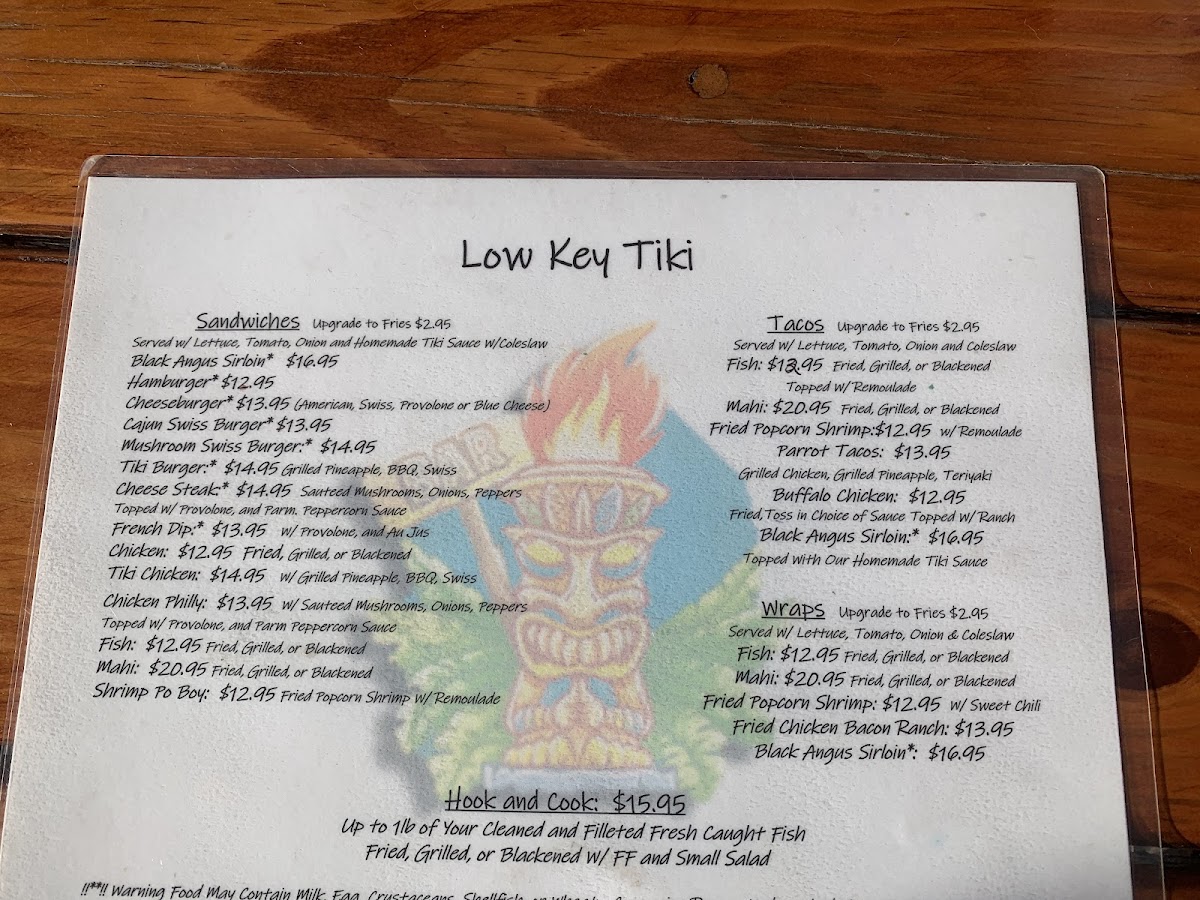 Low Key Tiki
Sandwiches Upgrade to Fries $2.95
Served w/ Lettuce, Tomato, Onion and Homemade Tiki Sauce w/Coleslaw
Black Angus Sirloin* $16.95
Hamburger* $12.95
Cheeseburger* $13.95 (American, Swiss, Provolone or Blue Cheese)
Cajun Swiss Burger* $13.95
Mushroom Swiss Burger:* $14.95
Tiki Burger:* $14.95 Grilled Pineapple, BBQ, Swiss
Cheese Steak:* $14.95 Sauteed Mushrooms, Onions, Peppers
Topped w/ Provolone, and Parm. Peppercorn Sauce
French Dip:* $13.95 w/ Provolone, and Au Jus
Chicken: $12.95 Fried, Grilled, or Blackened
Tiki Chicken: $14.95 w/ Grilled Pineapple, BBQ, Swiss
Chicken Philly: $13.95 w/ Sauteed Mushrooms, Onions, Peppers
Topped w/ Provolone, and Parm Peppercorn Sauce
Fish: $12.95 Fried, Grilled, or Blackened
Mahi: $20.95 Fried, Grilled, or Blackened
Shrimp Po Boy: $12.95 Fried Popcorn Shrimp w/ Remoulade
Tacos Upgrade to Fries $2.95
Served w/ Lettuce, Tomato, Onion and Coleslaw
Fish: $12.95 Fried, Grilled, or Blackened
Topped w/ Remoulade
Mahi: $20.95 Fried, Grilled, or Blackened
Fried Popcorn Shrimp:$12.95 w/ Remoulade
Parrot Tacos: $13.95
Grilled Chicken, Grilled Pineapple, Teriyaki
Buffalo Chicken: $12.95
Fried,Toss in Choice of Sauce Topped w/ Ranch
Black Angus Sirloin:* $16.95
Topped with Our Homemade Tiki Sauce
Wraps Upgrade to Fries $2.95
Served w/ Lettuce, Tomato, Onion & Coleslaw
Fish: $12.95 Fried, Grilled, or Blackened
Mahi: $20.95 Fried, Grilled, or Blackened
Fried Popcorn Shrimp: $12.95 w/ Sweet Chili
Fried Chicken Bacon Ranch: $13.95
Black Angus Sirloin*: $16.95
BAR
Hook and Cook: $15.95
Up to 1lb of Your Cleaned and Filleted Fresh Caught Fish
Fried, Grilled, or Blackened w/ FF and Small Salad
!!**!! Warning Food May Contain Milk, Egg, Crustaceans, Shellfish, or